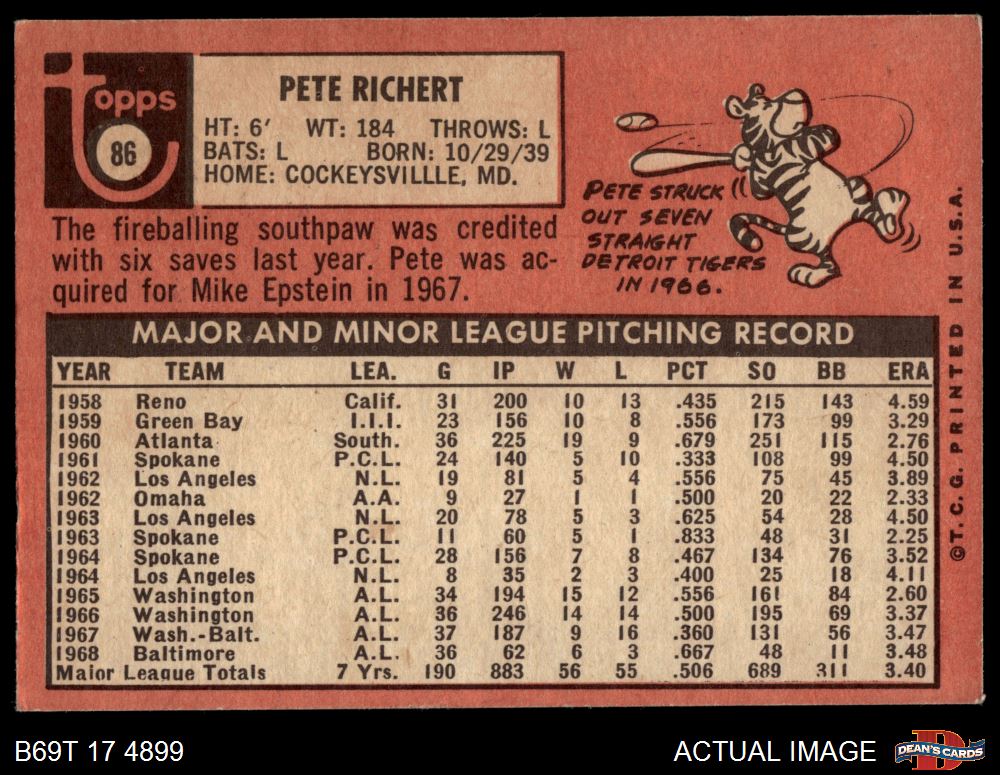 Topps
86
PETE RICHERT
HT: 6' WT: 184 THROWS: L
BATS: L BORN: 10/29/39
HOME: COCKEYSVILLLE, MD.
The fireballing southpaw was credited
with six saves last year. Pete was ac-
quired for Mike Epstein in 1967.
PETE STRUCK
OUT SEVEN
STRAIGHT
DETROIT TIGERS
IN 1966.
MAJOR AND MINOR LEAGUE PITCHING RECORD
YEAR TEAM LEA. G IP W L PCT SO BB ERA
1958 Reno Calif. 31 200 10 13 .435 215 143 4.59
1959 Green Bay I.I.I. 23 156 10 8 .556 173 99 3.29
1960 Atlanta South. 36 225 19 9 .679 251 115 2.76
1961 Spokane P.C.L. 24 140 5 10 .333 108 99 4.50
1962 Los Angeles N.L. 19 81 5 4 .556 75 45 3.89
1962 Omaha A.A. 9 27 1 1 .500 20 22 2.33
1963 Los Angeles N.L. 20 78 5 3 .625 54 28 4.50
1963 Spokane P.C.L. 11 60 5 1 .833 48 31 2.25
1964 Spokane P.C.L. 28 156 7 8 .467 134 76 3.52
1964 Los Angeles N.L. 8 35 2 3 .400 25 18 4.11
1965 Washington A.L. 34 194 15 12 .556 161 84 2.60
1966 Washington A.L. 36 246 14 14 .500 195 69 3.37
1967 Wash.-Balt. A.L. 37 187 9 16 .360 131 56 3.47
1968 Baltimore A.L. 36 62 6 3 .667 48 11 3.48
Major League Totals 7 Yrs. 190 883 56 55 .506 689 311 3.40
©T. C. G. PRINTED IN U.S.A.
B69T 17 4899
ACTUAL IMAGE
DEAN'S CARDS